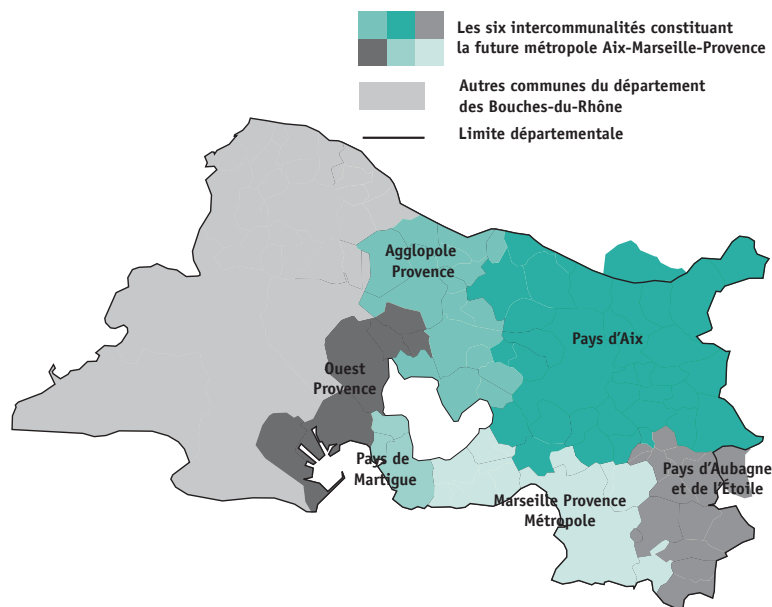 Les six intercommunalités constituant
la future métropole Aix-Marseille-Provence
Autres communes du département
des Bouches-du-Rhône
Limite départementale
Agglopole
Provence
Pays d'Aix
Ouest
Provence
Pays de
Martigue
Marseille Provence
Métropole
Pays d'Aubagne
et de l'Étoile